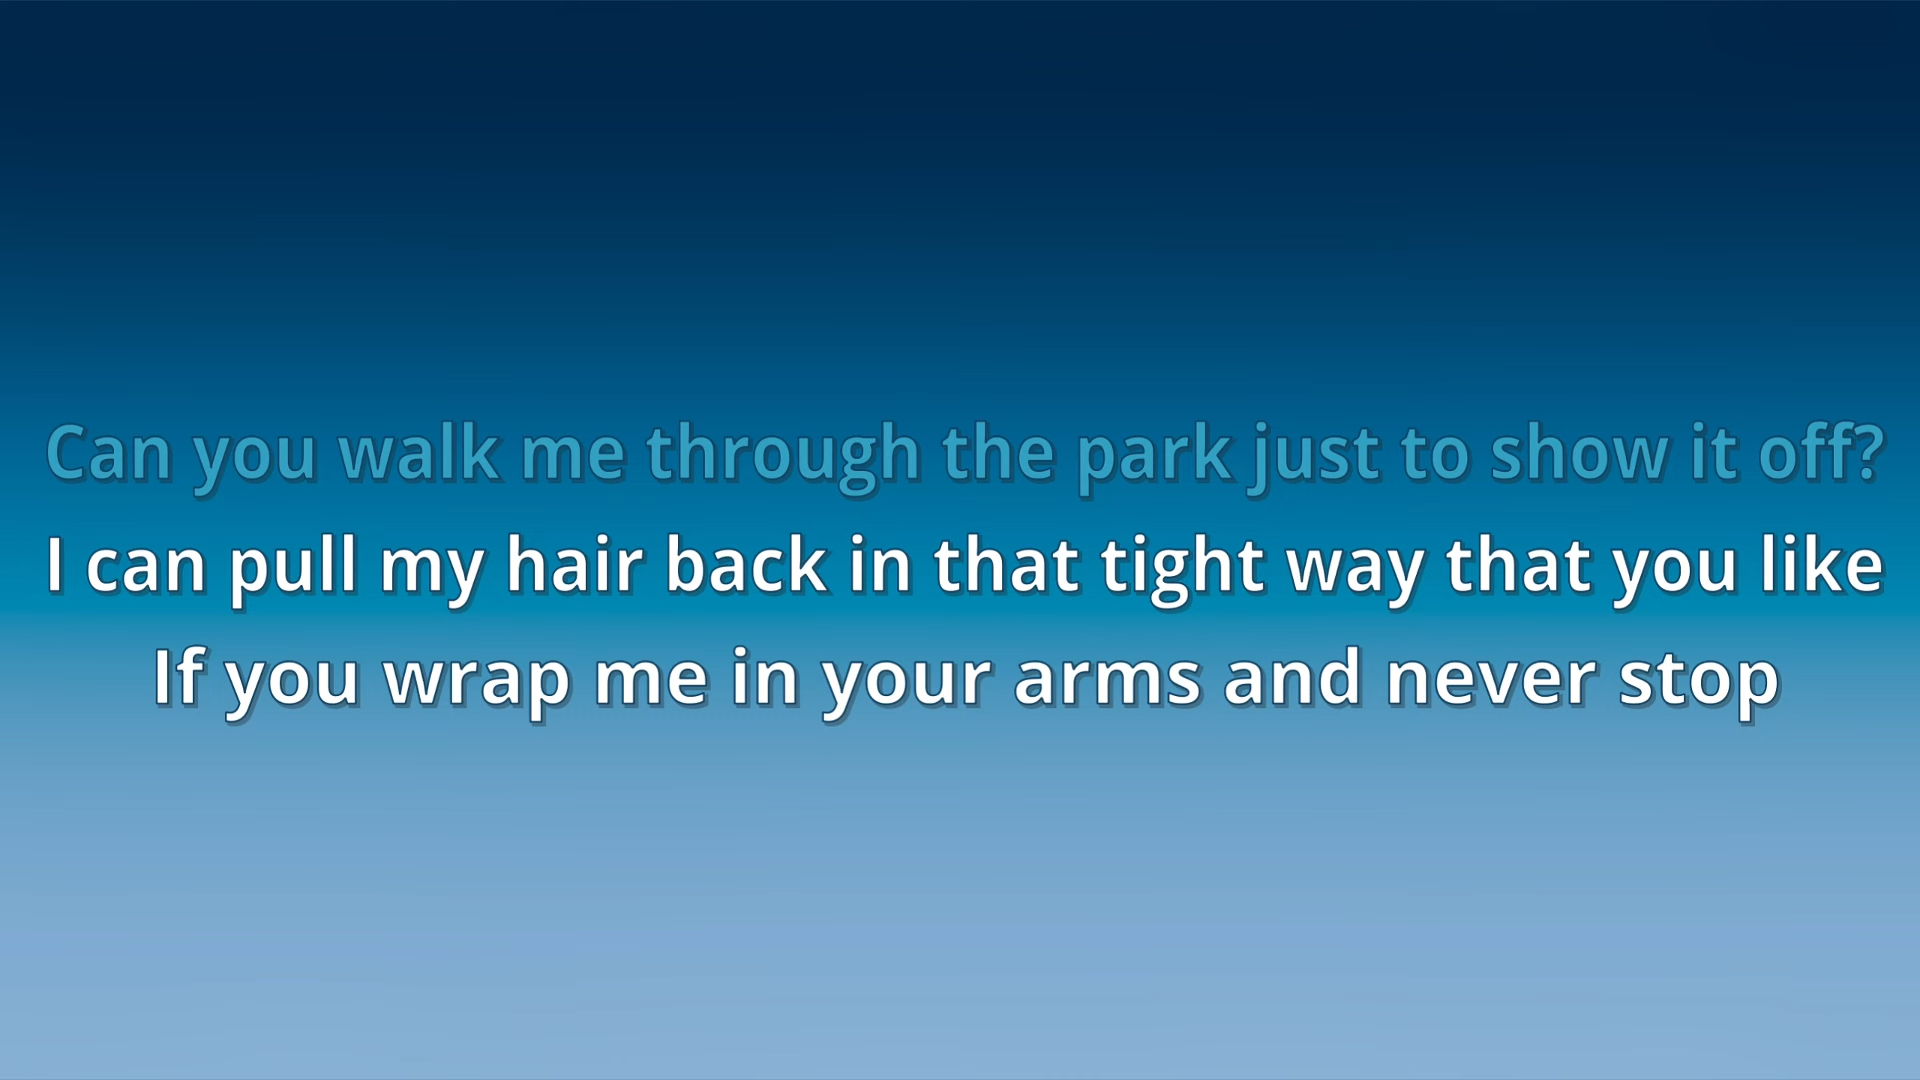 Can you walk me through the park just to show it off?
I can pull my hair back in that tight way that you like
If you wrap me in your arms and never stop